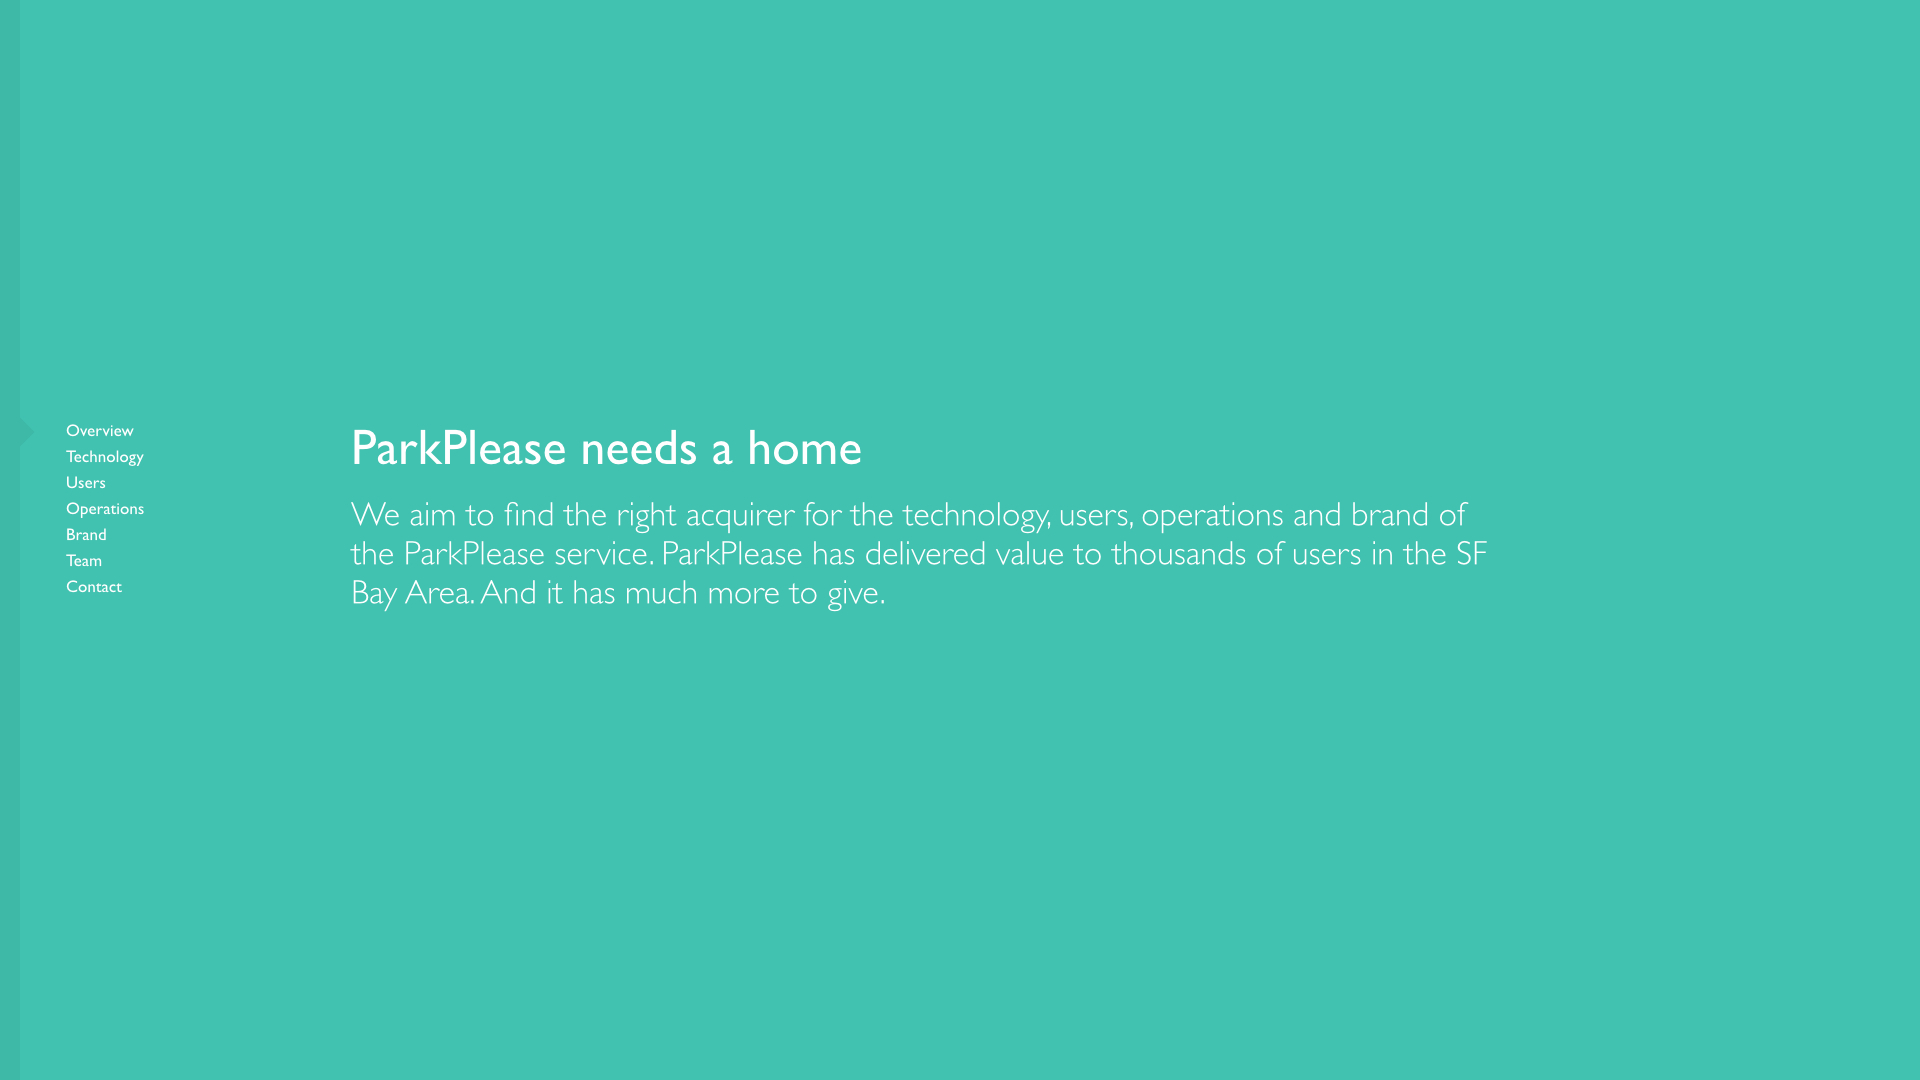 Overview
Technology
Users
Operations
Brand
Team
Contact
ParkPlease needs a home
We aim to find the right acquirer for the technology, users, operations and brand of
the ParkPlease service. ParkPlease has delivered value to thousands of users in the SF
Bay Area. And it has much more to give.